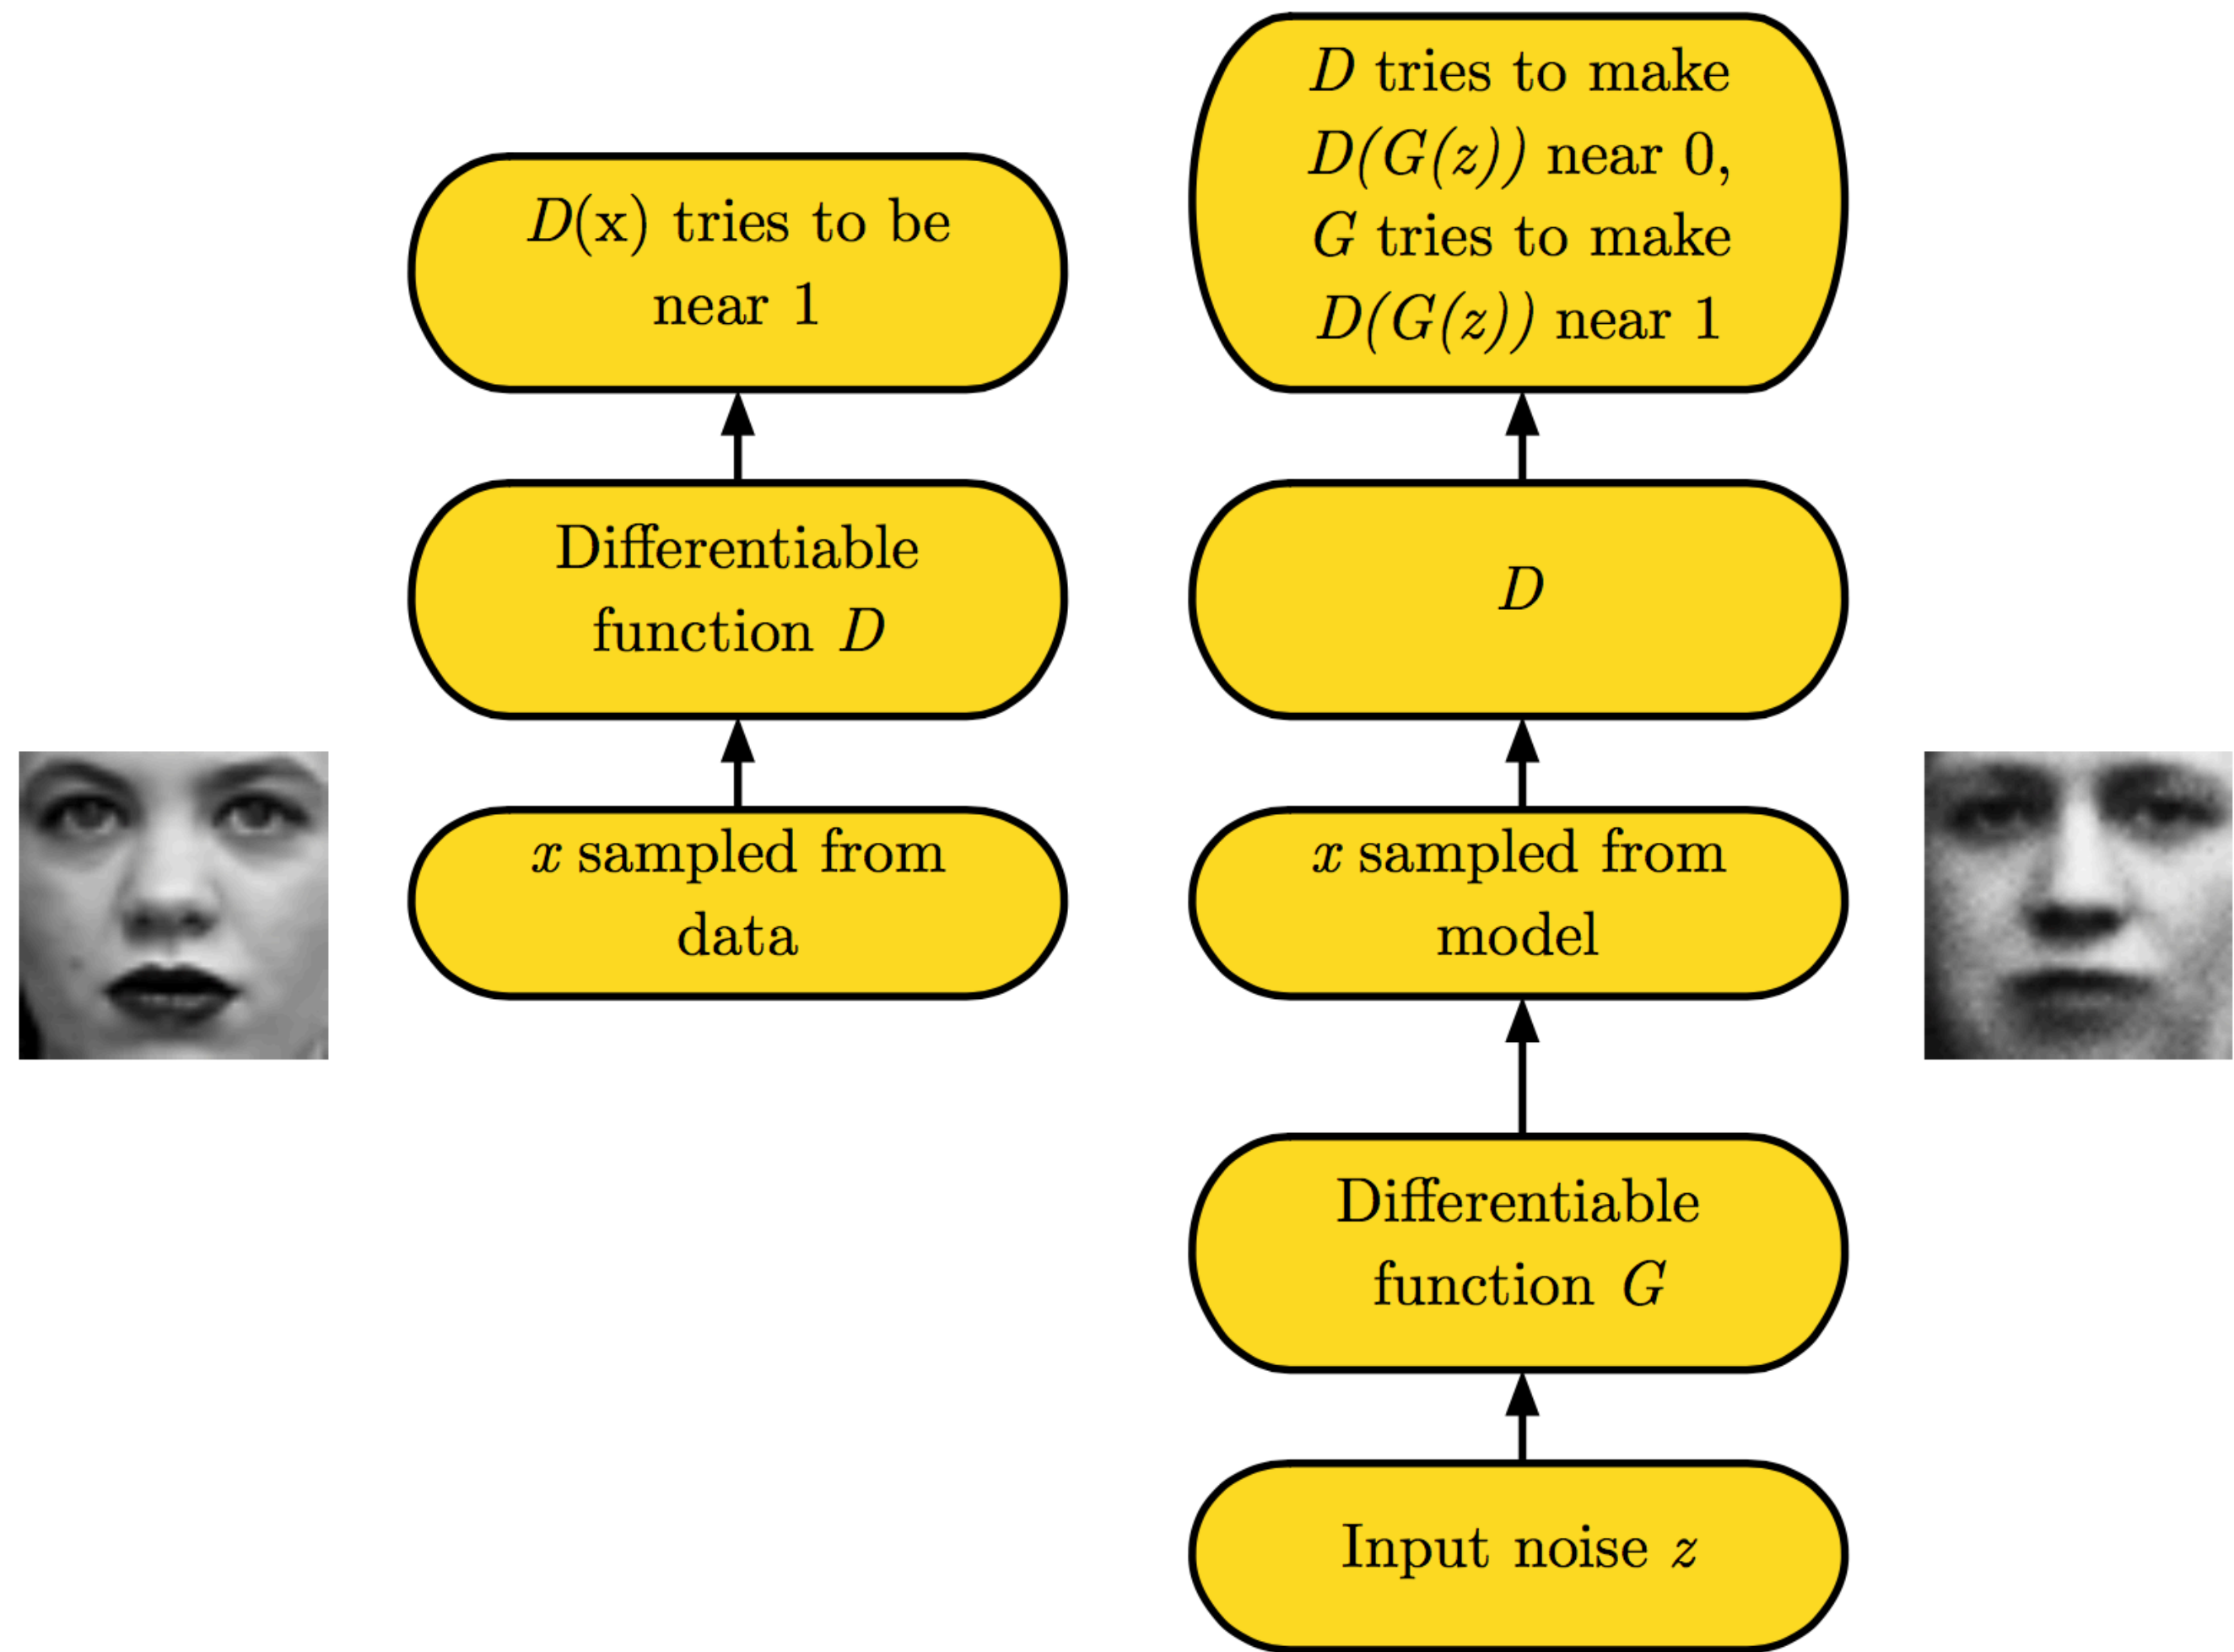 D(x) tries to be
near 1
Differentiable
function D
x sampled from
data
D tries to make
D(G(z)) near 0,
G tries to make
D(G(z)) near 1
D
x sampled from
model
Differentiable
function G
Input noise z